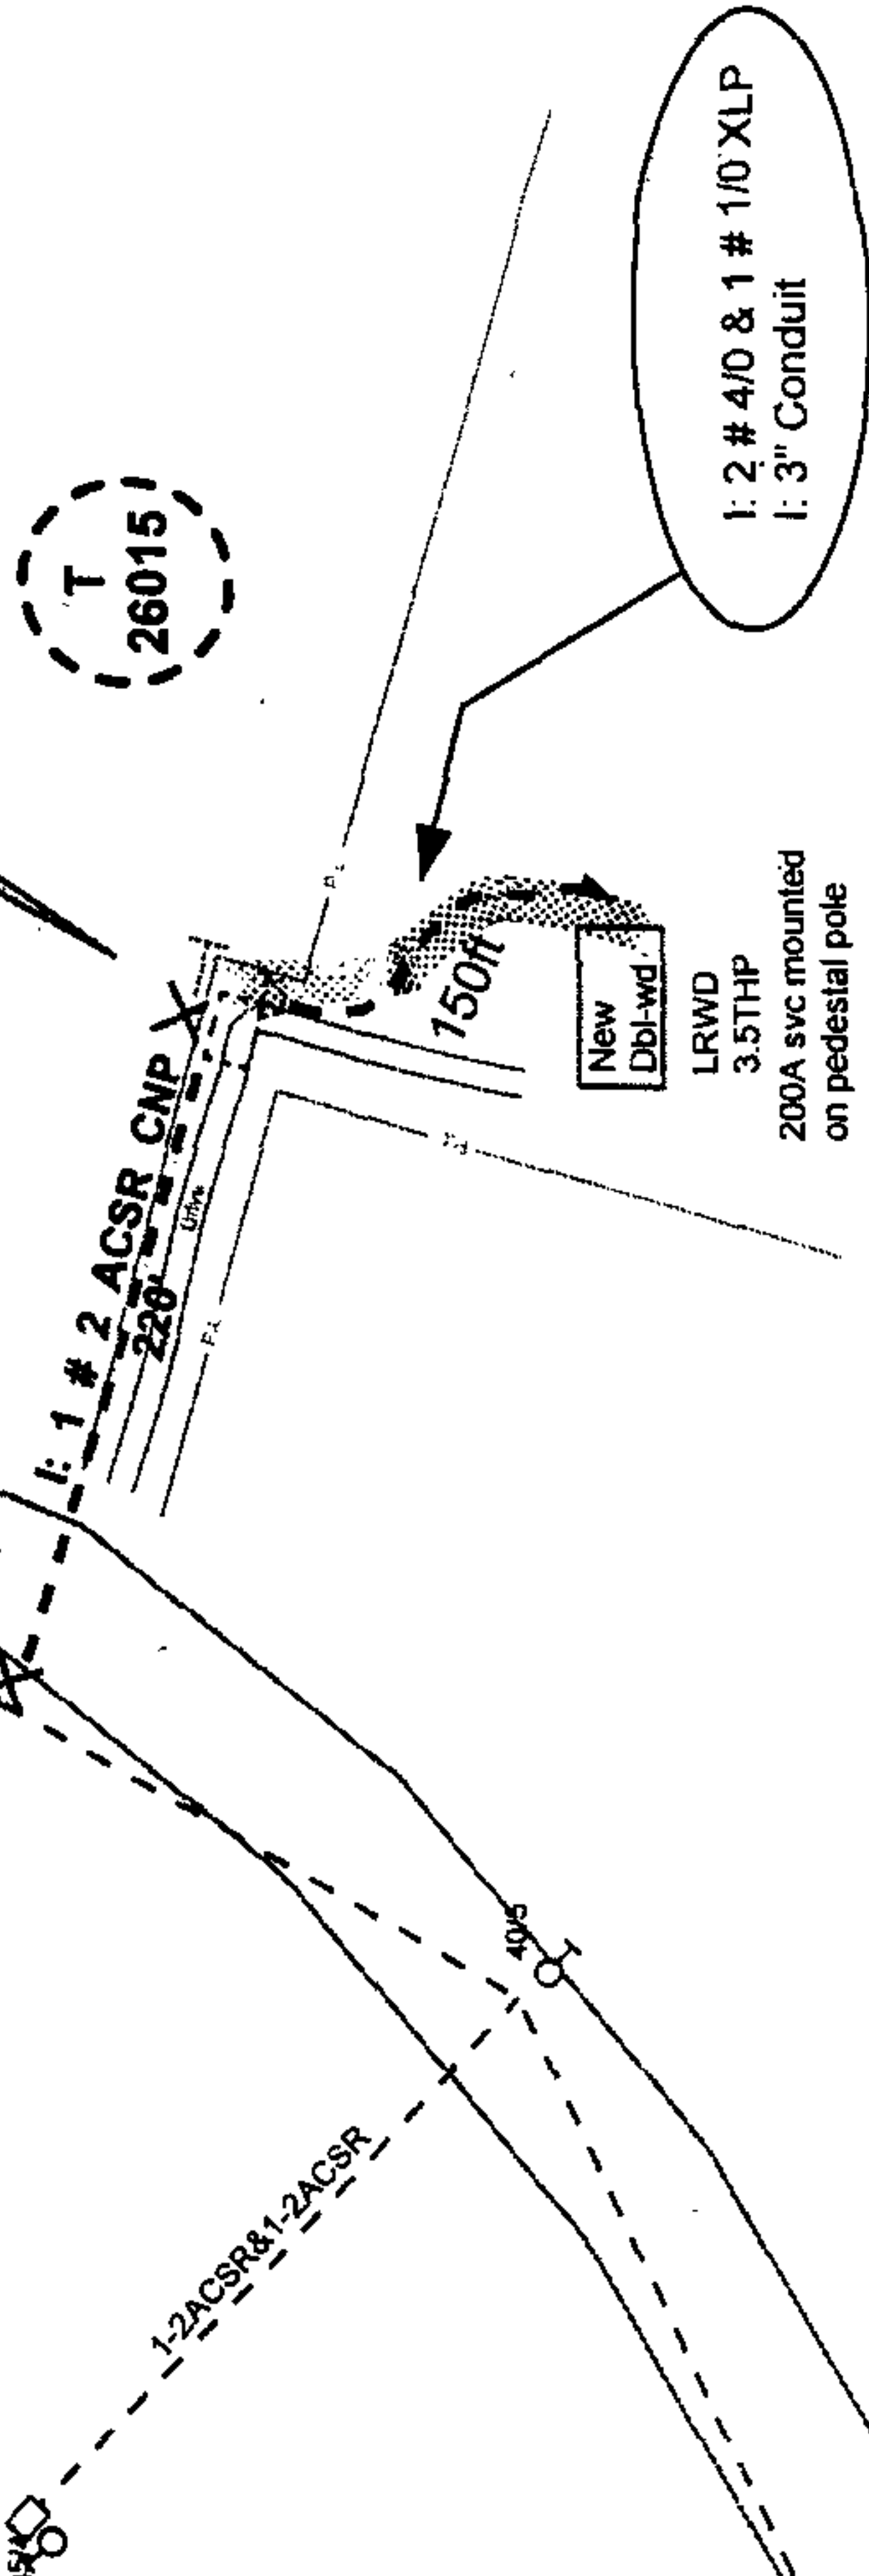 T
26015
I: 1 # 2 ACSR CNP
220'
150ft
New
Dbl-wd
LRWD
3.5THP
200A svc mounted
on pedestal pole
I: 2 # 4/0 & 1 # 1/0 XLP
I: 3" Conduit
40/5
1-2ACSR&1-2ACSR